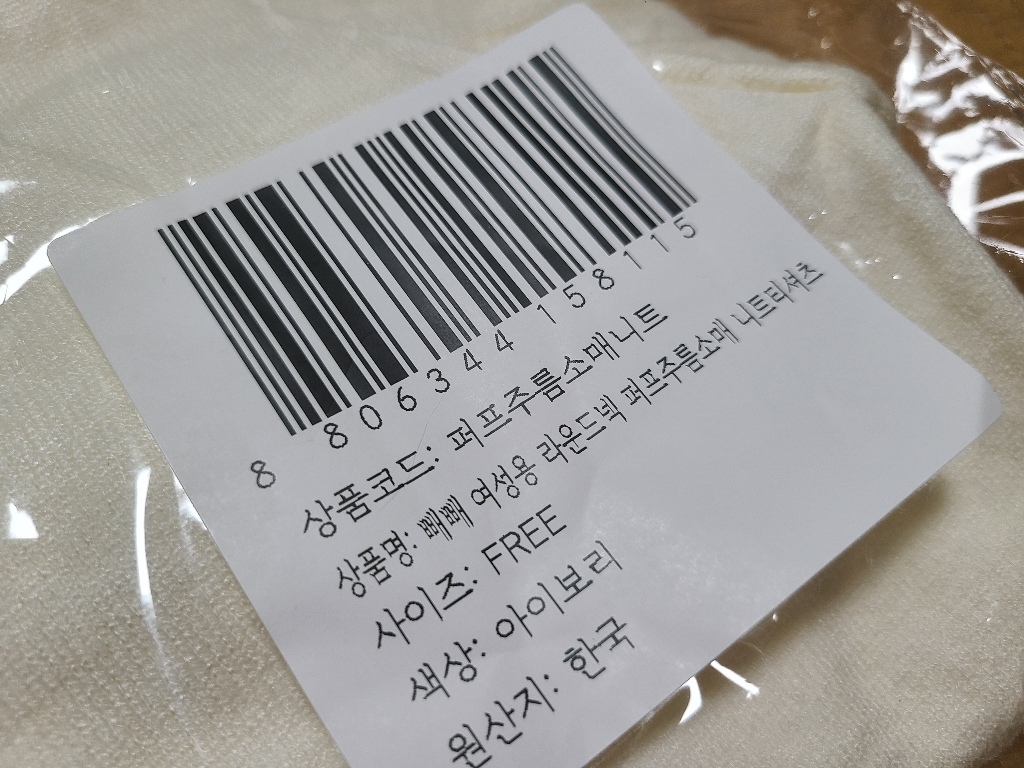 8 806344 158115
상품코드: 퍼프주름소매니트
상품명: 빼빼 여성용 라운드넥 퍼프주름소매 니트티셔츠
사이즈: FREE
색상: 아이보리
원산지: 한국